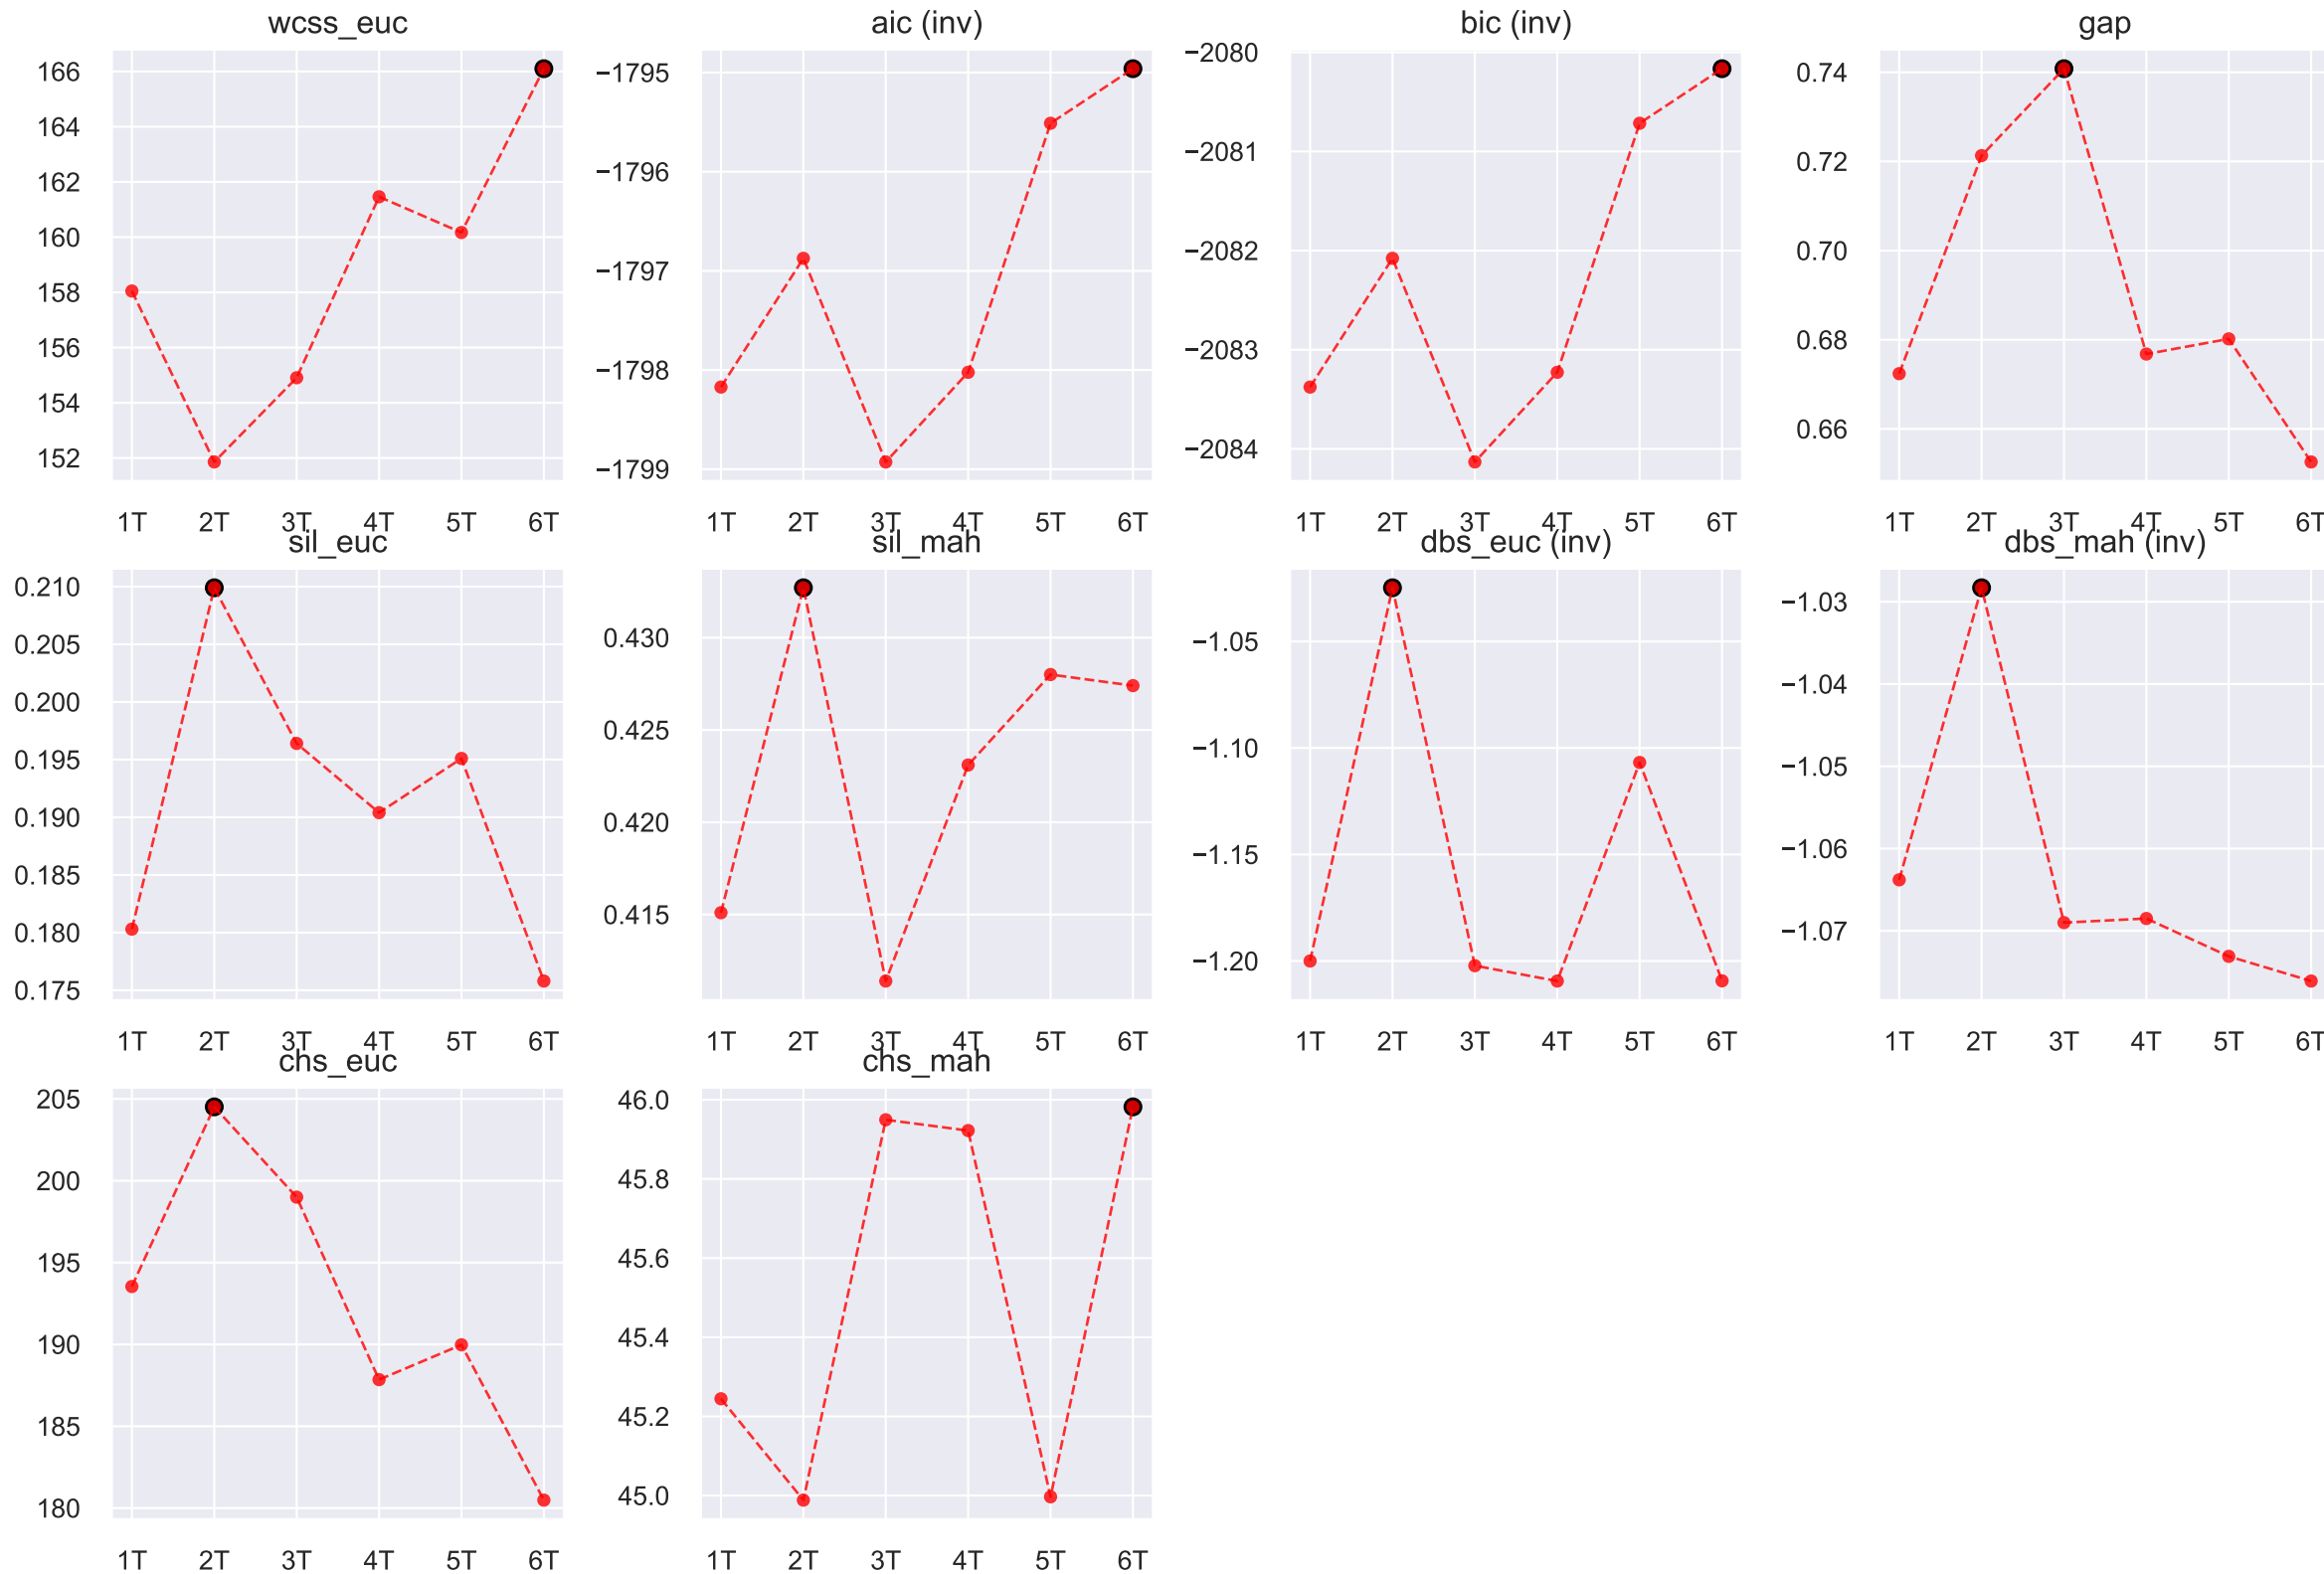 wcss_euc
166
164
162
160
158
156
154
152
1T 2T 3T 4T 5T 6T
aic (inv)
−1795
−1796
−1797
−1798
−1799
1T 2T 3T 4T 5T 6T
bic (inv)
−2080
−2081
−2082
−2083
−2084
1T 2T 3T 4T 5T 6T
gap
0.74
0.72
0.70
0.68
0.66
1T 2T 3T 4T 5T 6T
sil_euc
0.210
0.205
0.200
0.195
0.190
0.185
0.180
0.175
1T 2T 3T 4T 5T 6T
sil_mah
0.430
0.425
0.420
0.415
1T 2T 3T 4T 5T 6T
dbs_euc (inv)
−1.05
−1.10
−1.15
−1.20
1T 2T 3T 4T 5T 6T
dbs_mah (inv)
−1.03
−1.04
−1.05
−1.06
−1.07
1T 2T 3T 4T 5T 6T
chs_euc
205
200
195
190
185
180
1T 2T 3T 4T 5T 6T
chs_mah
46.0
45.8
45.6
45.4
45.2
45.0
1T 2T 3T 4T 5T 6T